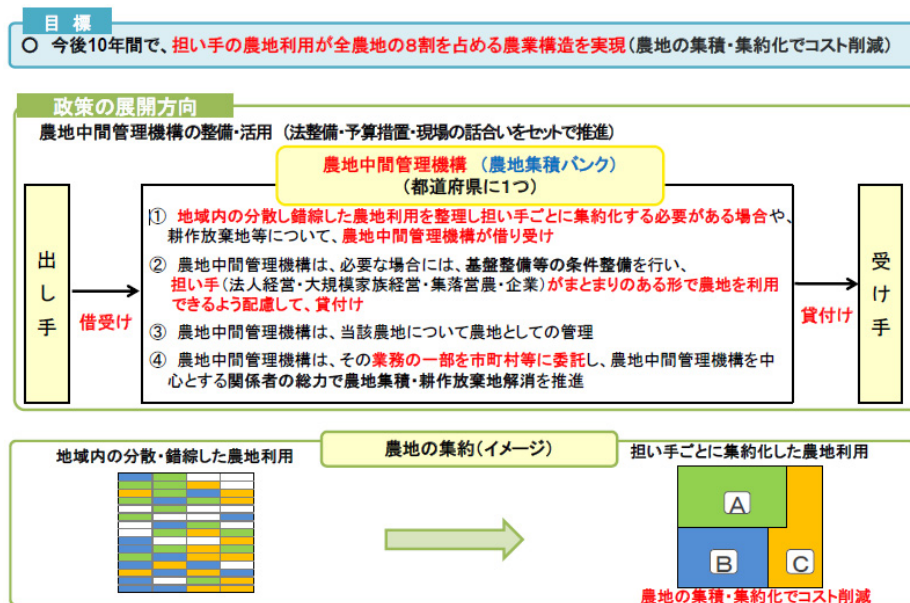 目 標
○ 今後10年間で、担い手の農地利用が全農地の8割を占める農業構造を実現(農地の集積・集約化でコスト削減)
政策の展開方向
農地中間管理機構の整備・活用 (法整備・予算措置・現場の話合いをセットで推進)
農地中間管理機構 (農地集積バンク)
(都道府県に1つ)
出し手
借受け
① 地域内の分散し錯綜した農地利用を整理し担い手ごとに集約化する必要がある場合や、
耕作放棄地等について、農地中間管理機構が借り受け
② 農地中間管理機構は、必要な場合には、基盤整備等の条件整備を行い、
担い手(法人経営・大規模家族経営・集落営農・企業)がまとまりのある形で農地を利用
できるよう配慮して、貸付け
③ 農地中間管理機構は、当該農地について農地としての管理
④ 農地中間管理機構は、その業務の一部を市町村等に委託し、農地中間管理機構を中
心とする関係者の総力で農地集積・耕作放棄地解消を推進
貸付け
受け手
農地の集約(イメージ)
地域内の分散・錯綜した農地利用
担い手ごとに集約化した農地利用
A
B
C
農地の集積・集約化でコスト削減